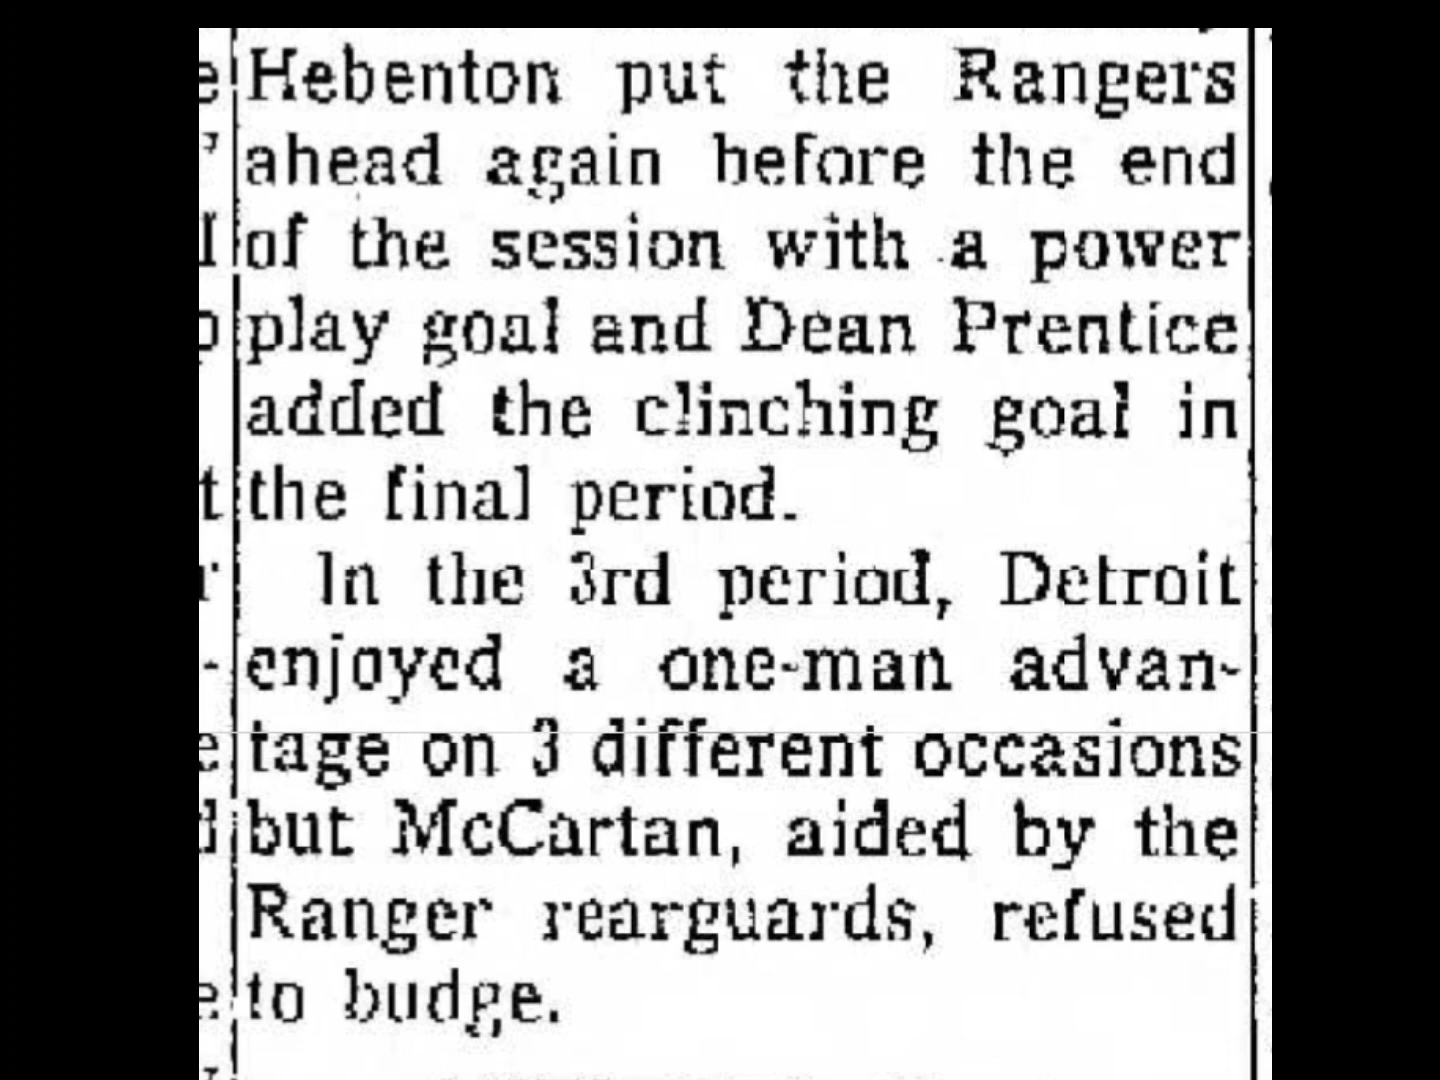 Hebenton put the Rangers
ahead again before the end
of the session with a power
play goal and Dean Prentice
added the clinching goal in
the final period.
In the 3rd period, Detroit
enjoyed a one-man advan-
tage on 3 different occasions
but McCartan, aided by the
Ranger rearguards, refused
to budge.